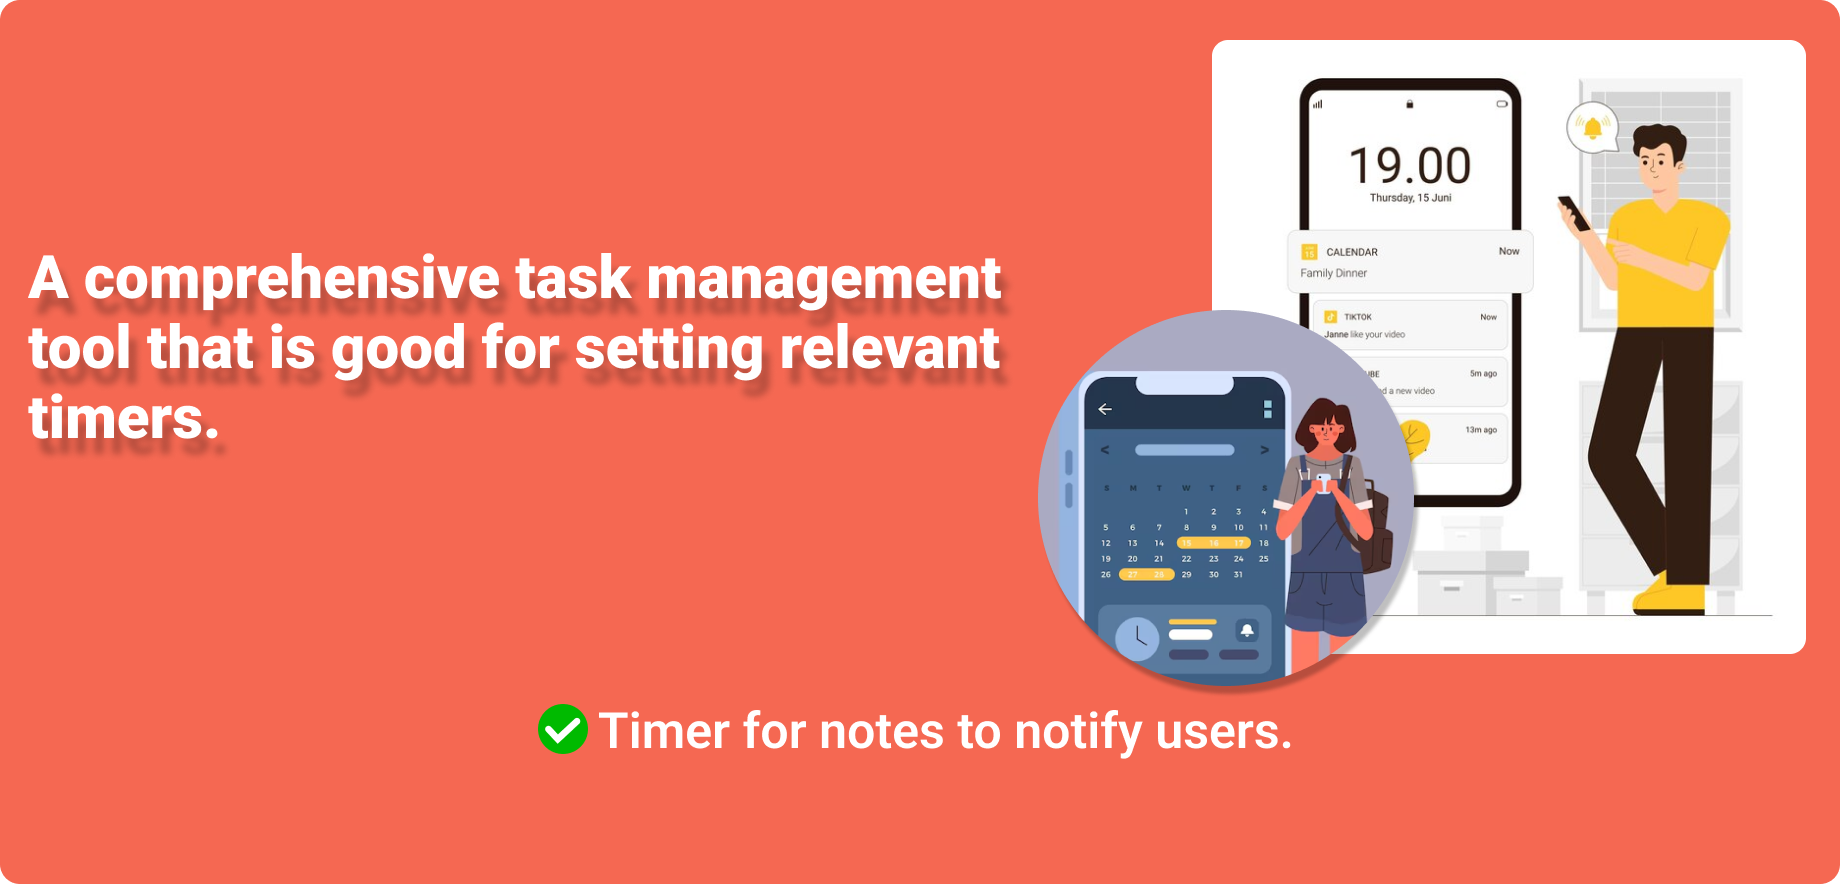 A comprehensive task management
tool that is good for setting relevant
timers.
19.00
Thursday, 15 Juni
15
CALENDAR
Now
Family Dinner
TIKTOK
Now
Janne like your video
UBE
5m ago
d a new video
13m ago
< >
S M T W T F S
1 2 3 4
5 6 7 8 9 10 11
12 13 14 15 16 17 18
19 20 21 22 23 24 25
26 27 28 29 30 31
Timer for notes to notify users.